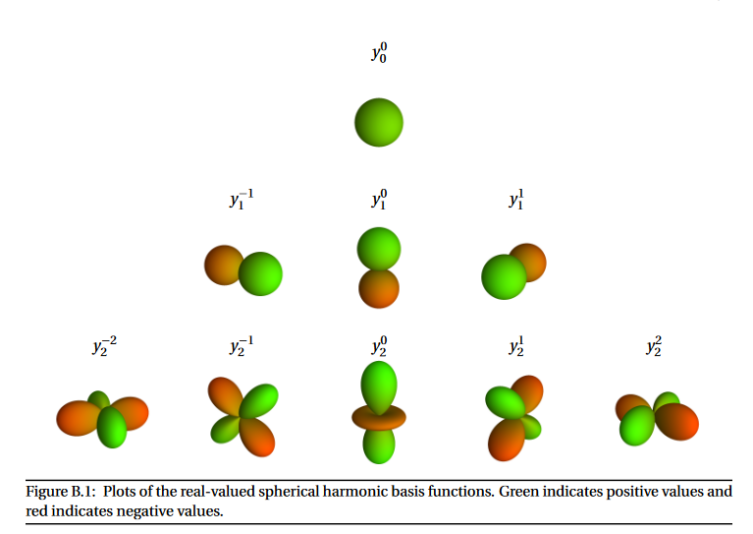 y_0^0
y_1^{-1} y_1^0 y_1^1
y_2^{-2} y_2^{-1} y_2^0 y_2^1 y_2^2
Figure B.1: Plots of the real-valued spherical harmonic basis functions. Green indicates positive values and
red indicates negative values.